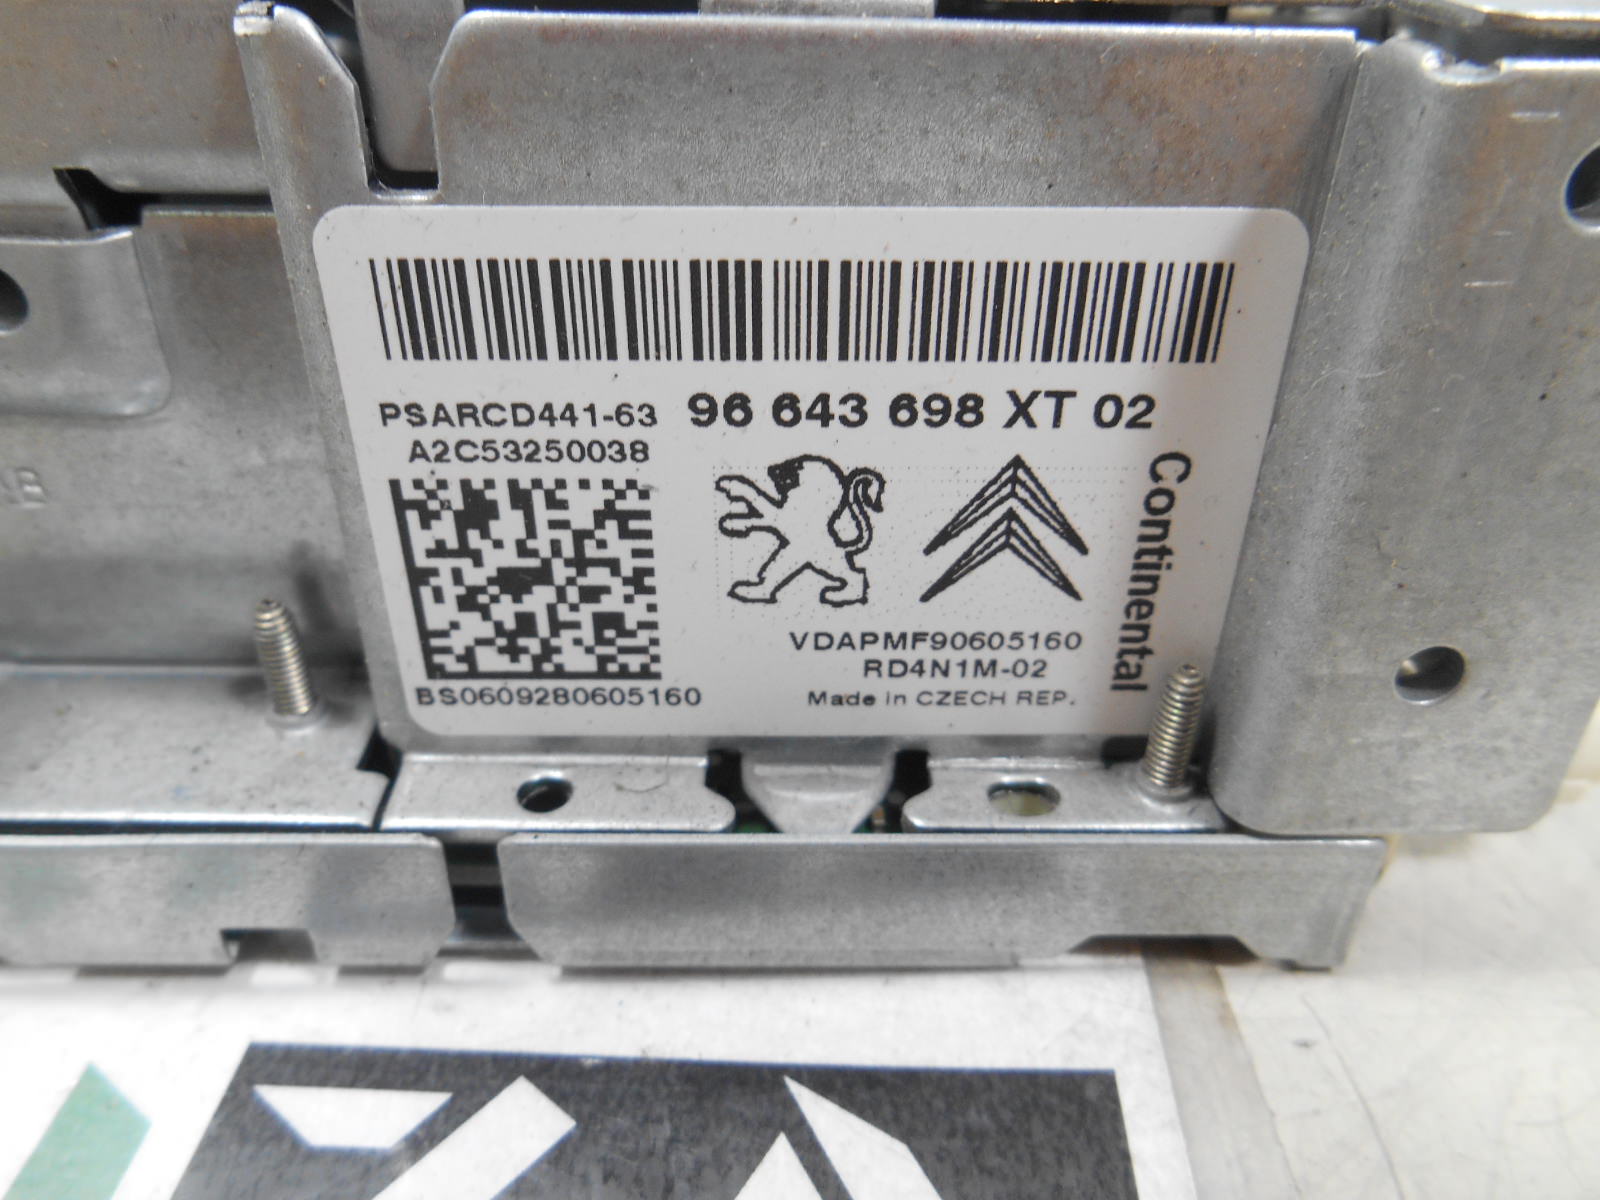 PSARCD441-63 96 643 698 XT 02
A2C53250038
Continental
VDAPMF90605160
RD4N1M-02
BS0609280605160
Made in CZECH REP.